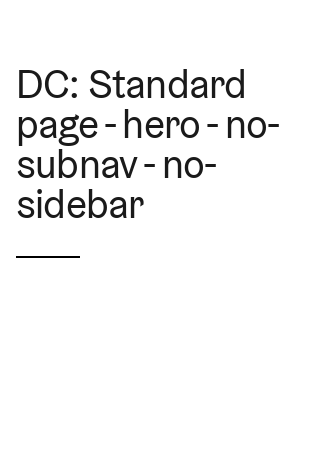 DC: Standard
page - hero - no-
subnav - no-
sidebar